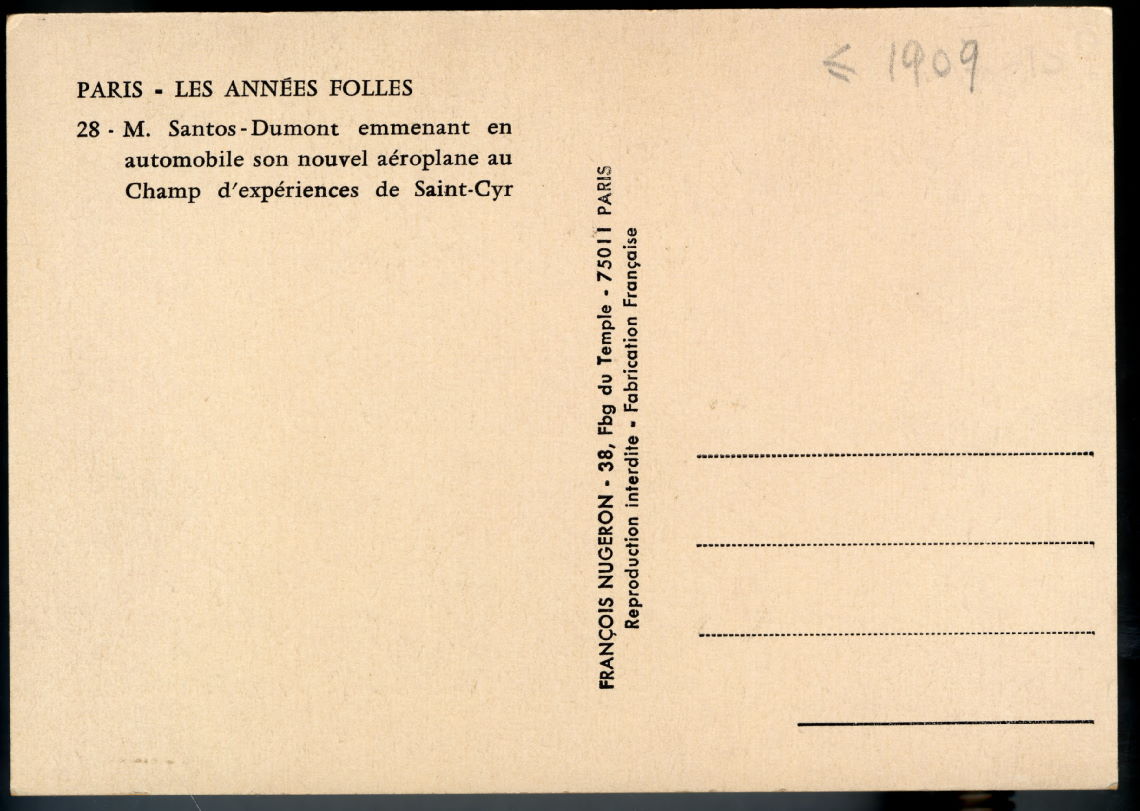 PARIS - LES ANNÉES FOLLES
28 - M. Santos-Dumont emmenant en
automobile son nouvel aéroplane au
Champ d'expériences de Saint-Cyr
≤ 1909
FRANÇOIS NUGERON - 38, Fbg du Temple - 75011 PARIS
Reproduction interdite - Fabrication Française